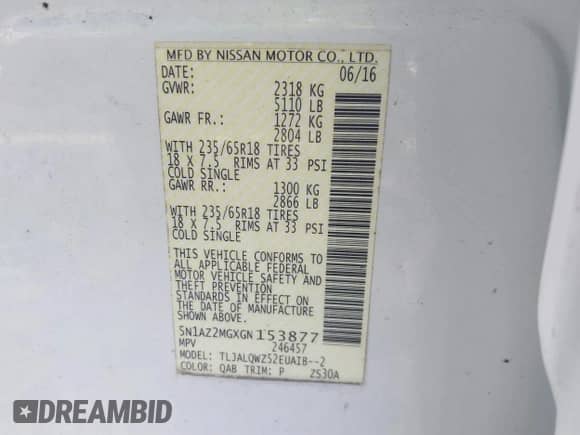 MFD BY NISSAN MOTOR CO., LTD.
DATE: 06/16
GVWR: 2318 KG
5110 LB
GAWR FR.: 1272 KG
2804 LB
WITH 235/65R18 TIRES
18 X 7.5 RIMS AT 33 PSI
COLD SINGLE
GAWR RR.: 1300 KG
2866 LB
WITH 235/65R18 TIRES
18 X 7.5 RIMS AT 33 PSI
COLD SINGLE
THIS VEHICLE CONFORMS TO
ALL APPLICABLE FEDERAL
MOTOR VEHICLE SAFETY AND
THEFT PREVENTION
STANDARDS IN EFFECT ON
THE DATE OF MANUFACTURE
SHOWN ABOVE.
5N1AZ2MGXGN153877
MPV 246457
TLJALQWZ52EUAIB--2
COLOR: QAB TRIM: P ZS30A
DREAMBID.COM